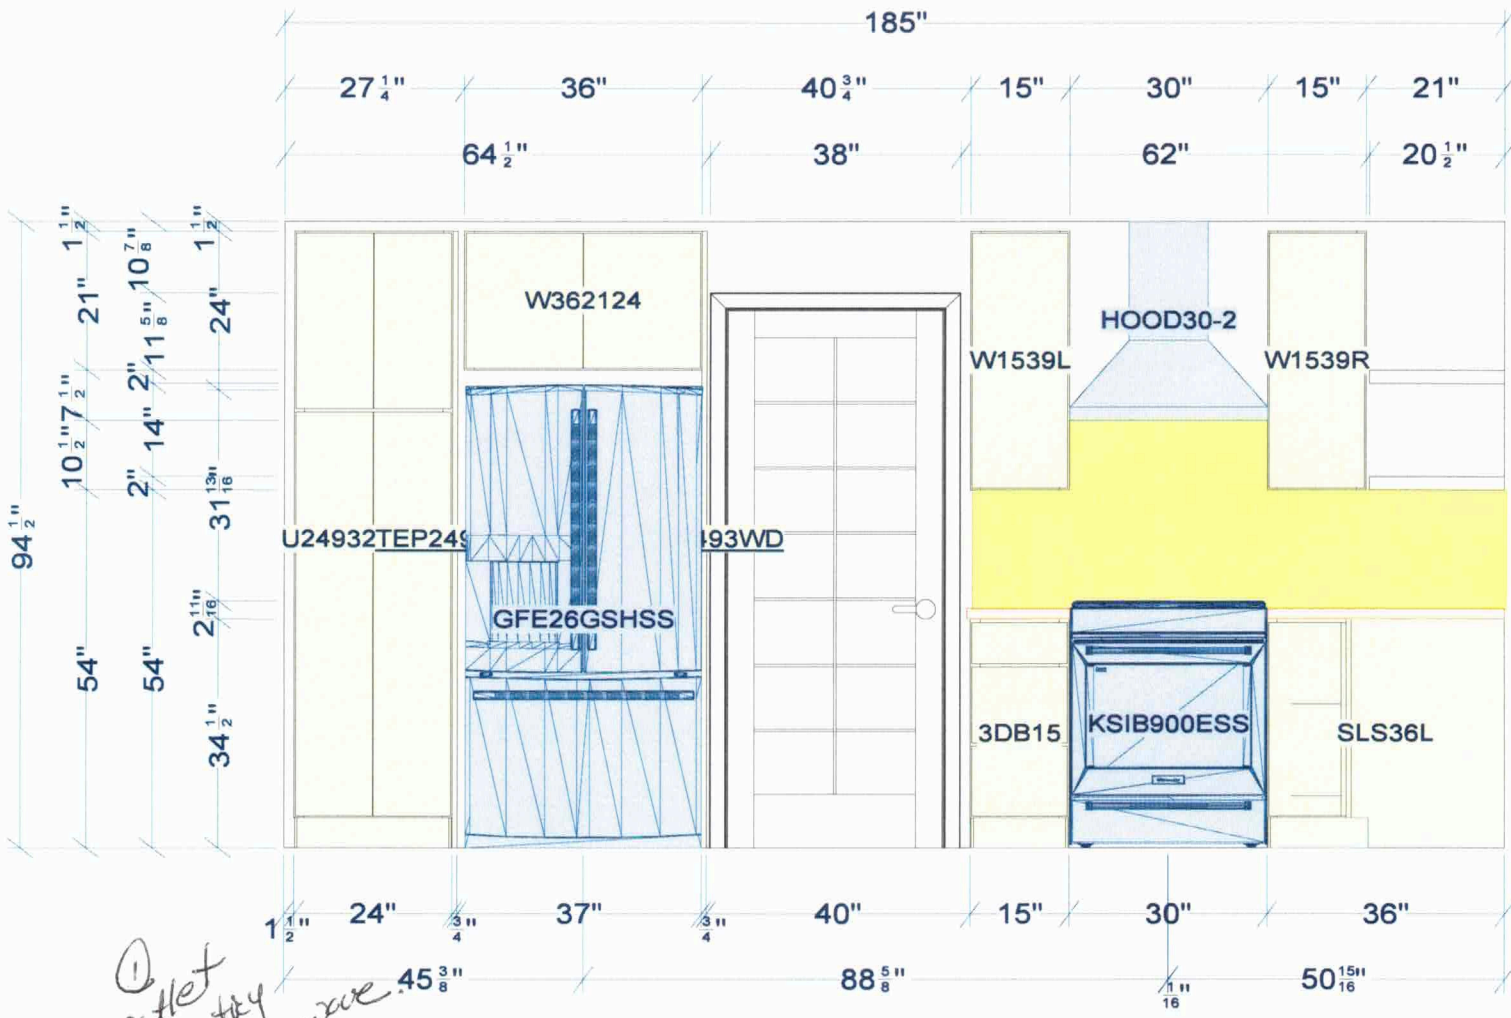 185"
27 1/4" 36" 40 3/4" 15" 30" 15" 21"
64 1/2" 38" 62" 20 1/2"
94 1/2"
1 1/2" 21" 7 1/2" 10 1/2" 54"
10 7/8" 11 5/8" 2" 14" 2" 54"
1 1/2" 24" 31 13/16" 2 11/16" 34 1/2"
W362124
HOOD30-2
W1539L W1539R
U24932TEP249 493WD
GFE26GSHSS
3DB15 KSIB900ESS SLS36L
1 1/2" 24" 3/4" 37" 3/4" 40" 15" 30" 36"
45 3/8" 88 5/8" 1/16" 50 15/16"
①